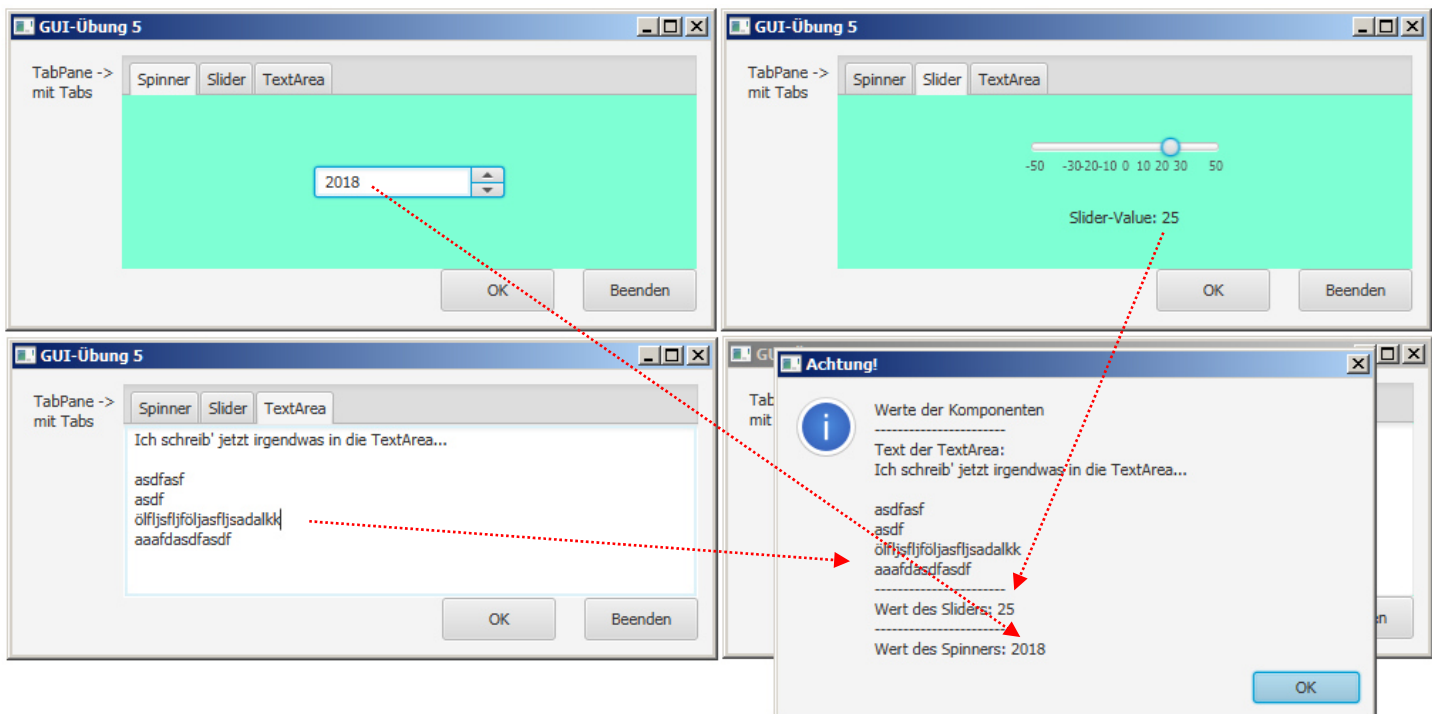 GUI-Übung 5
TabPane ->
mit Tabs
Spinner Slider TextArea
2018
OK Beenden
GUI-Übung 5
TabPane ->
mit Tabs
Spinner Slider TextArea
-50 -30-20-10 0 10 20 30 50
Slider-Value: 25
OK Beenden
GUI-Übung 5
TabPane ->
mit Tabs
Spinner Slider TextArea
Ich schreib' jetzt irgendwas in die TextArea...
asdfasf
asdf
ölfljsfljföljasfljsadalkk
aaafdasdfasdf
OK Beenden
Achtung!
Werte der Komponenten
-----------------------
Text der TextArea:
Ich schreib' jetzt irgendwas in die TextArea...
asdfasf
asdf
ölfljsfljföljasfljsadalkk
aaafdasdfasdf
-----------------------
Wert des Sliders: 25
-----------------------
Wert des Spinners: 2018
OK